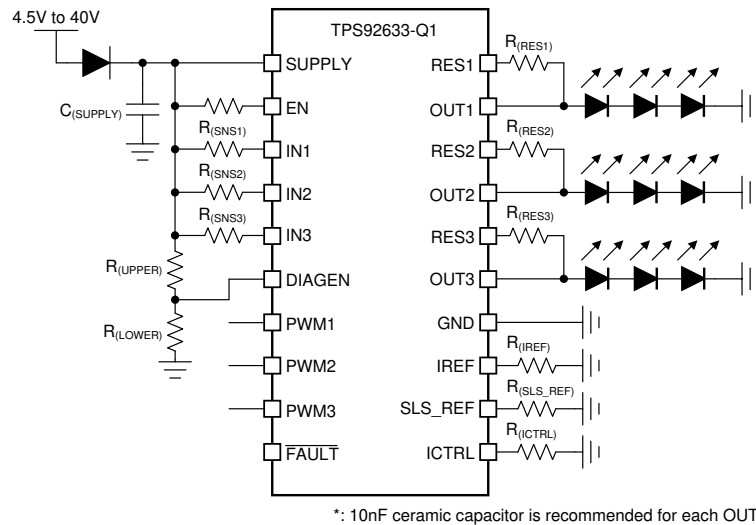 4.5V to 40V
TPS92633-Q1
C(SUPPLY)
SUPPLY
EN
R(SNS1)
IN1
R(SNS2)
IN2
R(SNS3)
IN3
R(UPPER)
DIAGEN
R(LOWER)
PWM1
PWM2
PWM3
FAULT
RES1
R(RES1)
OUT1
RES2
R(RES2)
OUT2
RES3
R(RES3)
OUT3
GND
IREF
R(IREF)
SLS_REF
R(SLS_REF)
ICTRL
R(ICTRL)
*: 10nF ceramic capacitor is recommended for each OUT